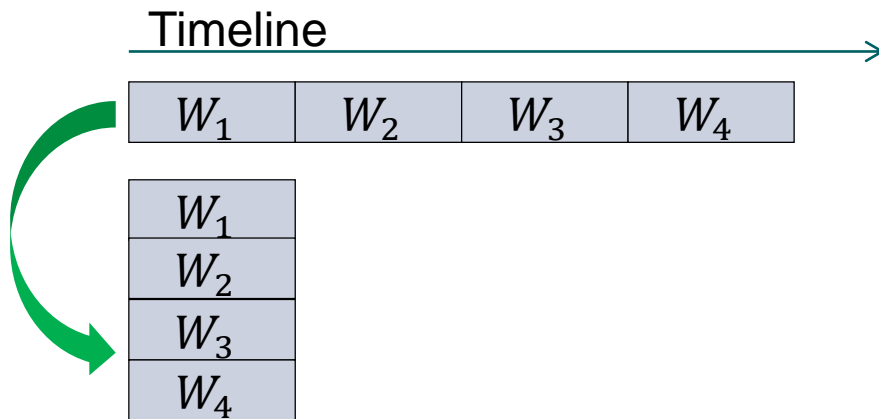 Timeline
W₁ W₂ W₃ W₄
W₁
W₂
W₃
W₄